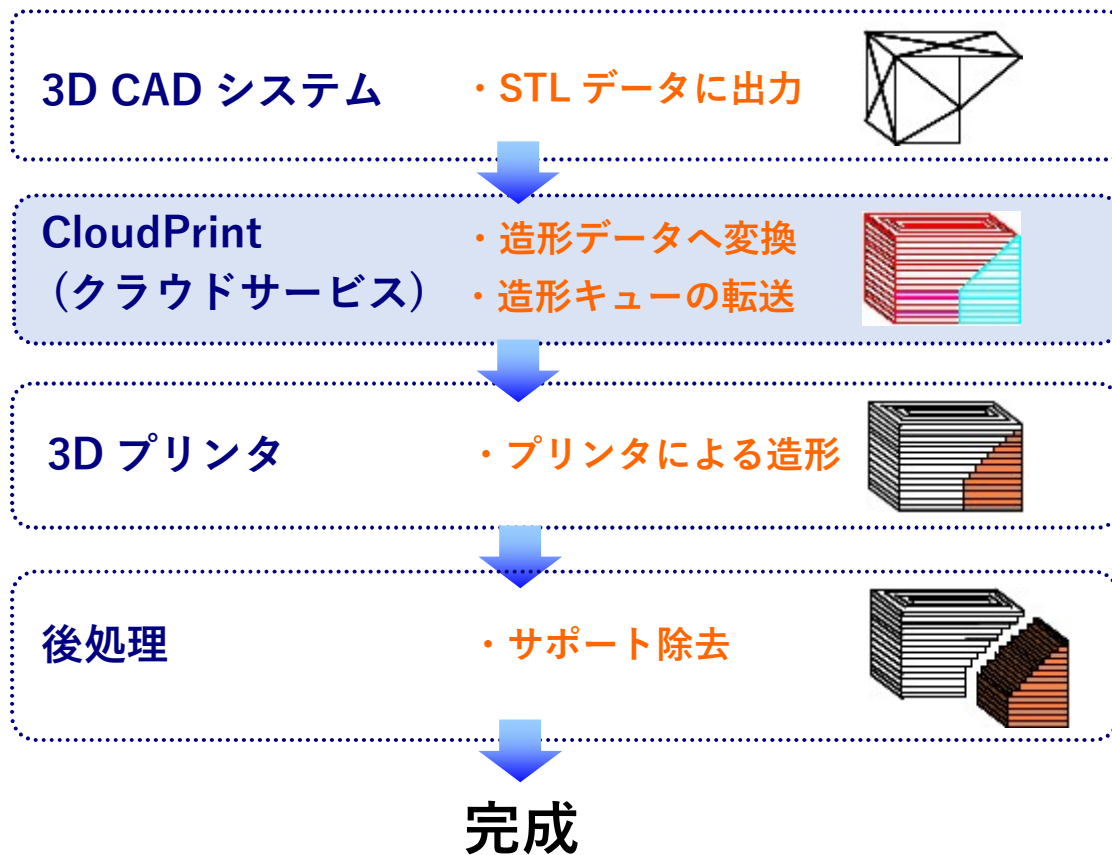 3D CAD システム ・STL データに出力
CloudPrint ・造形データへ変換
(クラウドサービス) ・造形キューの転送
3D プリンタ ・プリンタによる造形
後処理 ・サポート除去
完成